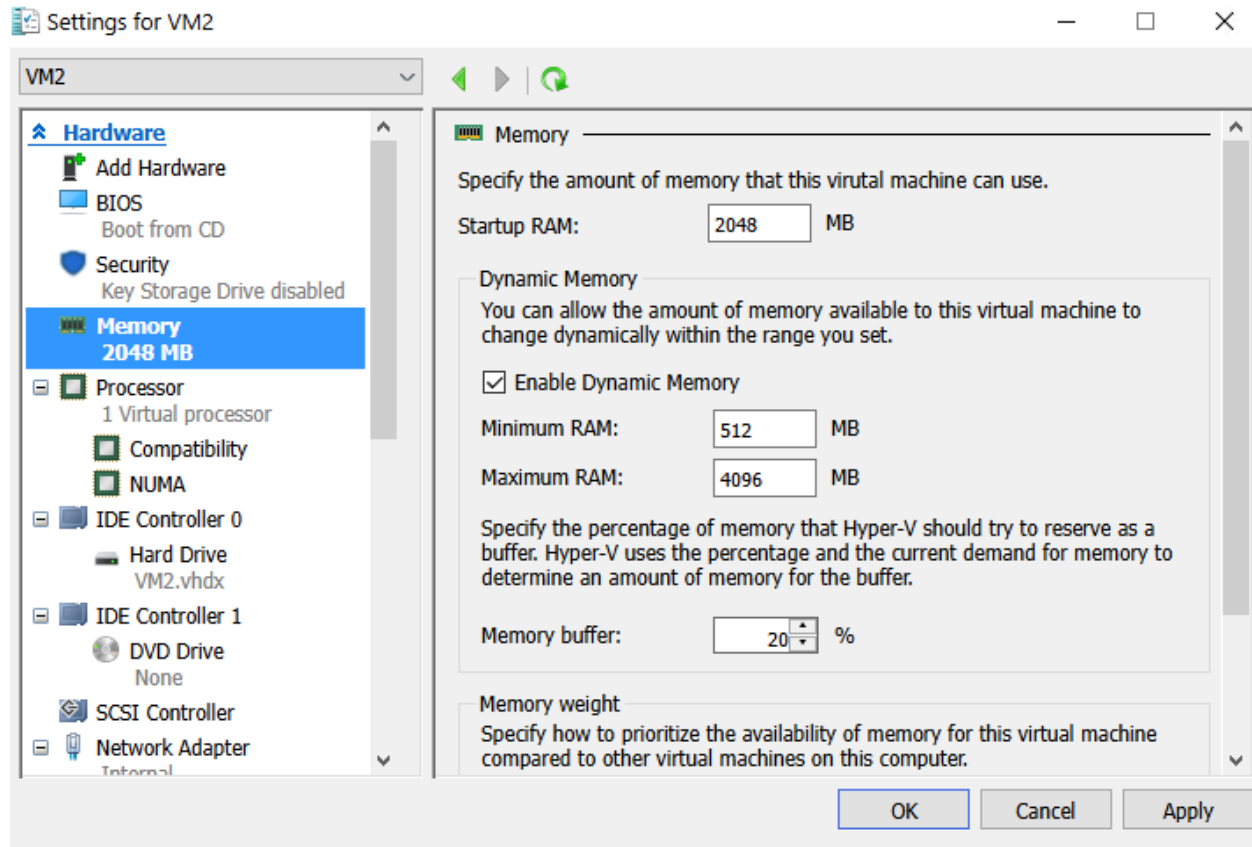 Settings for VM2
VM2
Hardware
Add Hardware
BIOS
Boot from CD
Security
Key Storage Drive disabled
Memory
2048 MB
Processor
1 Virtual processor
Compatibility
NUMA
IDE Controller 0
Hard Drive
VM2.vhdx
IDE Controller 1
DVD Drive
None
SCSI Controller
Network Adapter
Internal
Memory
Specify the amount of memory that this virutal machine can use.
Startup RAM: 2048 MB
Dynamic Memory
You can allow the amount of memory available to this virtual machine to
change dynamically within the range you set.
Enable Dynamic Memory
Minimum RAM: 512 MB
Maximum RAM: 4096 MB
Specify the percentage of memory that Hyper-V should try to reserve as a
buffer. Hyper-V uses the percentage and the current demand for memory to
determine an amount of memory for the buffer.
Memory buffer: 20 %
Memory weight
Specify how to prioritize the availability of memory for this virtual machine
compared to other virtual machines on this computer.
OK Cancel Apply